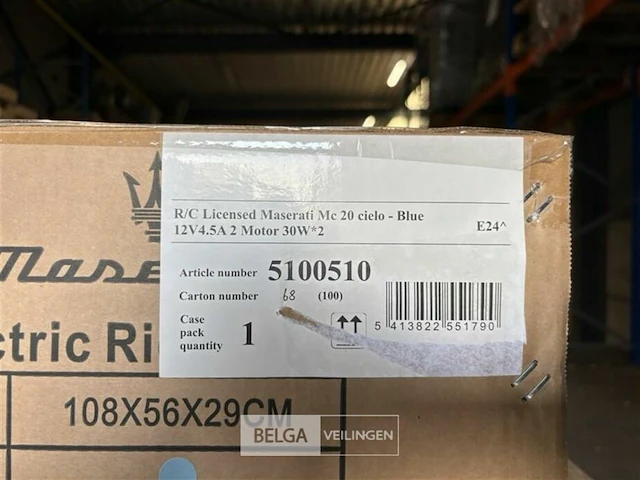 R/C Licensed Maserati Mc 20 cielo - Blue
12V4.5A 2 Motor 30W*2 E24^
Article number 5100510
Carton number 68 (100)
Case
pack
quantity 1
5 413822 551790
Mase
ctric Ri
108X56X29CM
BELGA VEILINGEN